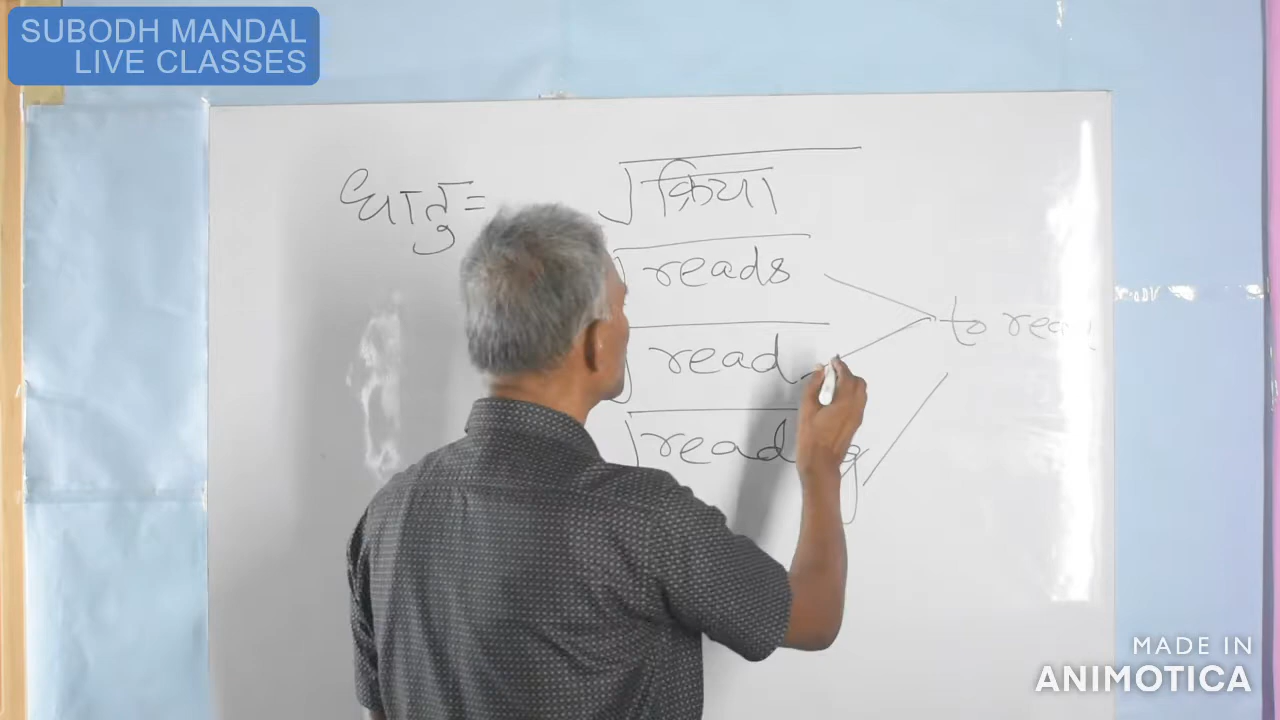 SUBODH MANDAL
LIVE CLASSES
धातु = √क्रिया
√reads
√read
to read
√reading
MADE IN
ANIMOTICA